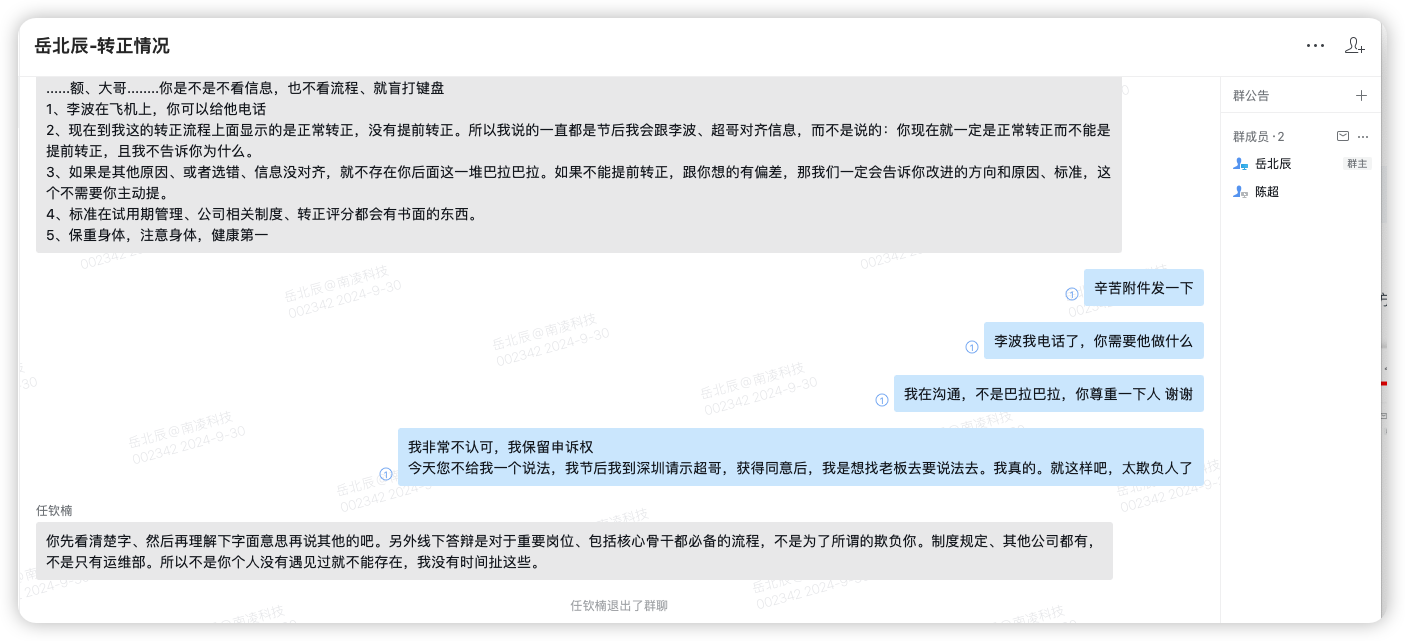 岳北辰-转正情况
......额、大哥........你是不是不看信息，也不看流程、就盲打键盘
1、李波在飞机上，你可以给他电话
2、现在到我这的转正流程上面显示的是正常转正，没有提前转正。所以我说的一直都是节后我会跟李波、超哥对齐信息，而不是说的：你现在就一定是正常转正而不能是
提前转正，且我不告诉你为什么。
3、如果是其他原因、或者选错、信息没对齐，就不存在你后面这一堆巴拉巴拉。如果不能提前转正，跟你想的有偏差，那我们一定会告诉你改进的方向和原因、标准，这
个不需要你主动提。
4、标准在试用期管理、公司相关制度、转正评分都会有书面的东西。
5、保重身体，注意身体，健康第一
辛苦附件发一下
李波我电话了，你需要他做什么
我在沟通，不是巴拉巴拉，你尊重一下人 谢谢
我非常不认可，我保留申诉权
今天您不给我一个说法，我节后我到深圳请示超哥，获得同意后，我是想找老板去要说法去。我真的。就这样吧，太欺负人了
任钦楠
你先看清楚字、然后再理解下字面意思再说其他的吧。另外线下答辩是对于重要岗位、包括核心骨干都必备的流程，不是为了所谓的欺负你。制度规定、其他公司都有，
不是只有运维部。所以不是你个人没有遇见过就不能存在，我没有时间扯这些。
任钦楠退出了群聊
群公告
群成员 · 2
岳北辰
群主
陈超
岳北辰@南凌科技
002342 2024-9-30